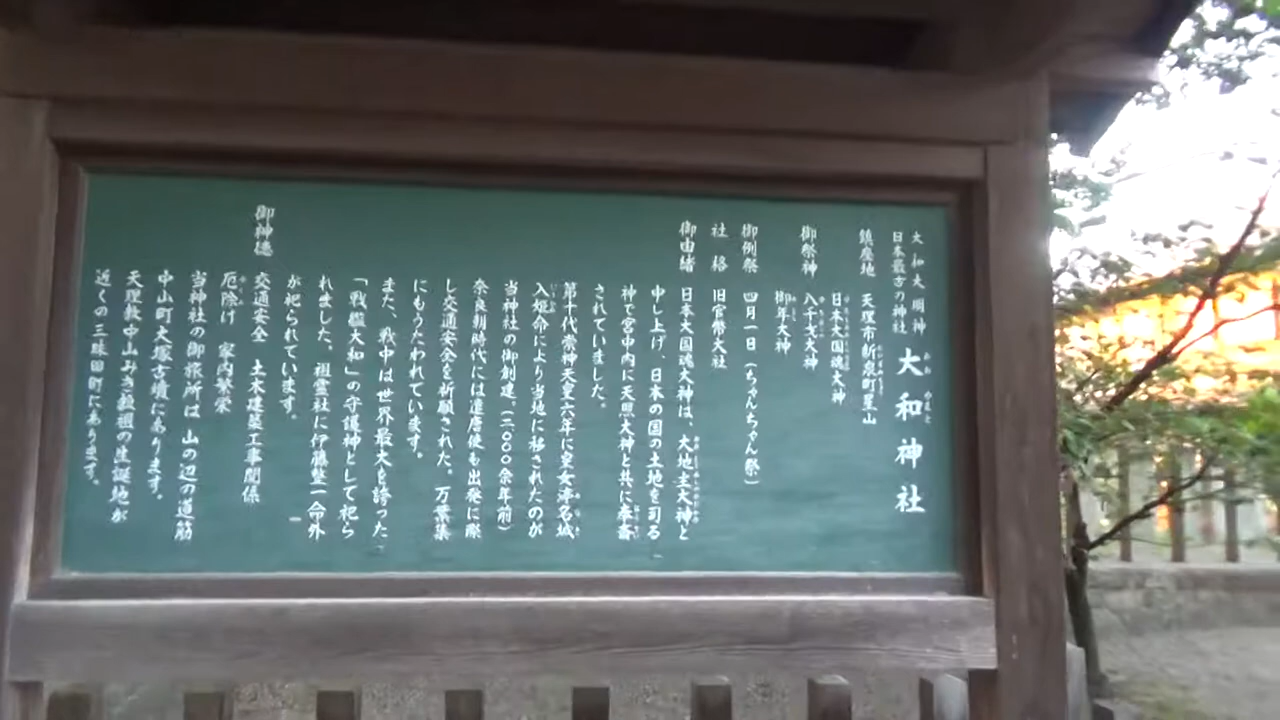 大和大明神
日本最古の神社
大和神社
鎮座地 天理市新泉町星山
御祭神
日本大国魂大神
八千戈大神
御年大神
御例祭 四月一日（ちゃんちゃん祭）
社格 旧官幣大社
御由緒 日本大国魂大神は、大地主大神と
申し上げ、日本の国の土地を司る
神で宮中内に天照大神と共に奉斎
されていました。
第十代崇神天皇六年に皇女渟名城
入姫命により当地に移されたのが
当神社の御創建（二〇〇〇余年前）
奈良朝時代には遣唐使も出発に際
し交通安全を祈願された。万葉集
にもうたわれています。
また、戦中は世界最大を誇った
「戦艦大和」の守護神として祀ら
れました。祖霊社に伊藤整一命外
が祀られています。
御神徳 交通安全 土木建築工事関係
厄除け 家内繁栄
当神社の御旅所は 山の辺の道筋
中山町大塚古墳にあります。
天理教中山みき教祖の生誕地が
近くの三昧田町にあります。